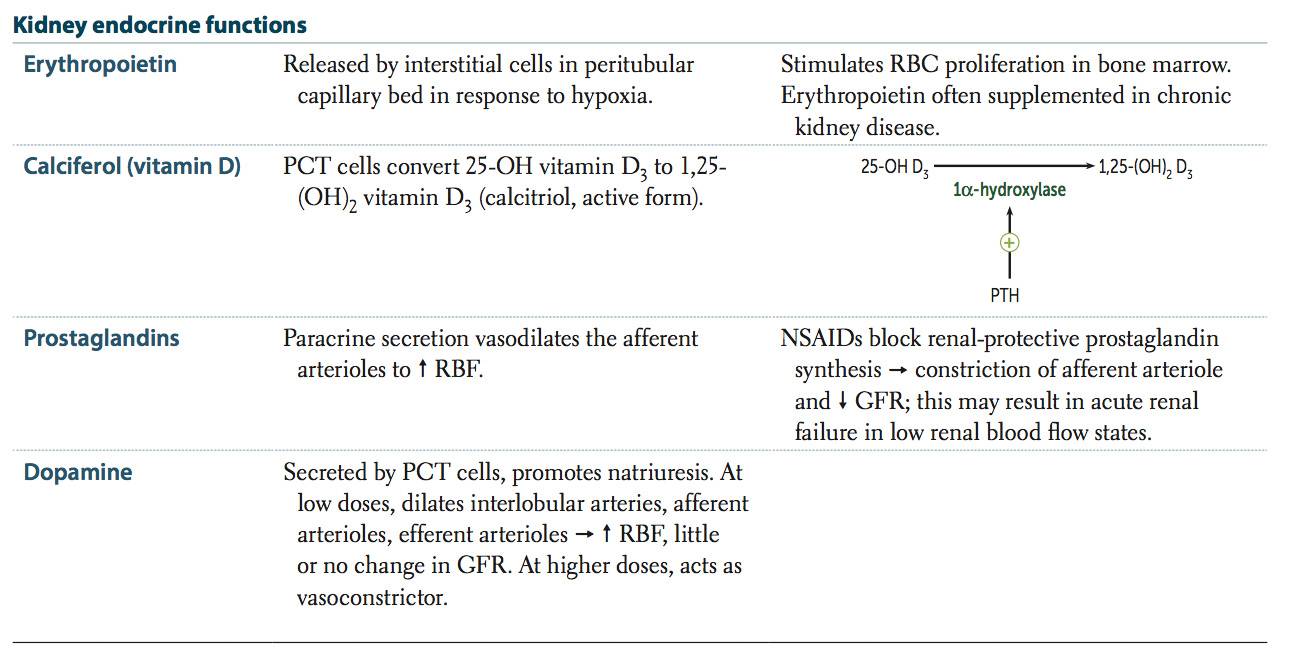 Kidney endocrine functions
Erythropoietin
Released by interstitial cells in peritubular
capillary bed in response to hypoxia.
Stimulates RBC proliferation in bone marrow.
Erythropoietin often supplemented in chronic
kidney disease.
Calciferol (vitamin D)
PCT cells convert 25-OH vitamin D₃ to 1,25-
(OH)₂ vitamin D₃ (calcitriol, active form).
25-OH D₃ → 1,25-(OH)₂ D₃
1α-hydroxylase
+
PTH
Prostaglandins
Paracrine secretion vasodilates the afferent
arterioles to ↑ RBF.
NSAIDs block renal-protective prostaglandin
synthesis → constriction of afferent arteriole
and ↓ GFR; this may result in acute renal
failure in low renal blood flow states.
Dopamine
Secreted by PCT cells, promotes natriuresis. At
low doses, dilates interlobular arteries, afferent
arterioles, efferent arterioles → ↑ RBF, little
or no change in GFR. At higher doses, acts as
vasoconstrictor.